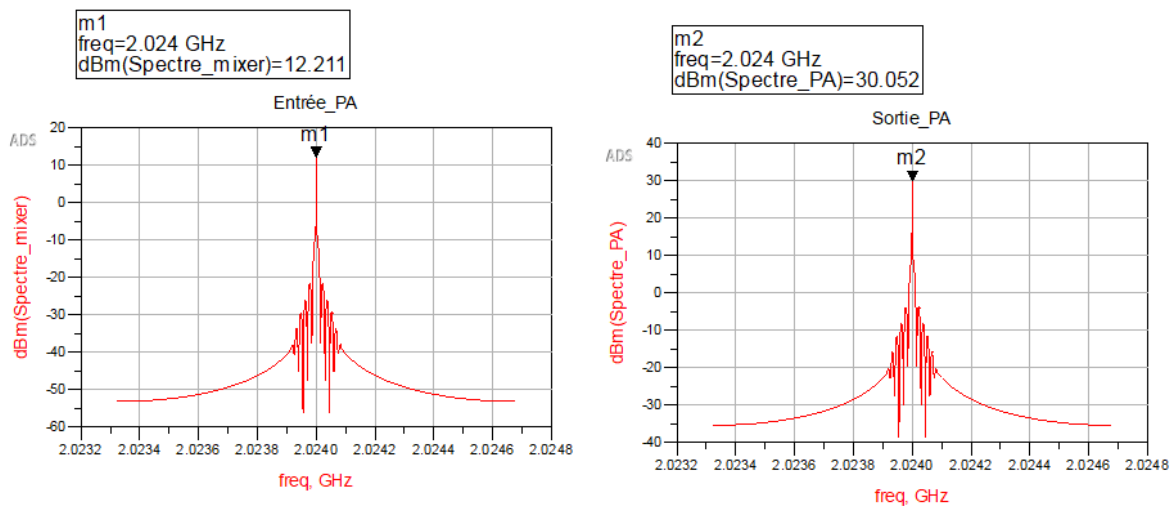 m1
freq=2.024 GHz
dBm(Spectre_mixer)=12.211
Entrée_PA
ADS
m1
20
10
0
-10
-20
-30
-40
-50
-60
dBm(Spectre_mixer)
2.0232 2.0234 2.0236 2.0238 2.0240 2.0242 2.0244 2.0246 2.0248
freq, GHz
m2
freq=2.024 GHz
dBm(Spectre_PA)=30.052
Sortie_PA
ADS
m2
40
30
20
10
0
-10
-20
-30
-40
dBm(Spectre_PA)
2.0232 2.0234 2.0236 2.0238 2.0240 2.0242 2.0244 2.0246 2.0248
freq, GHz